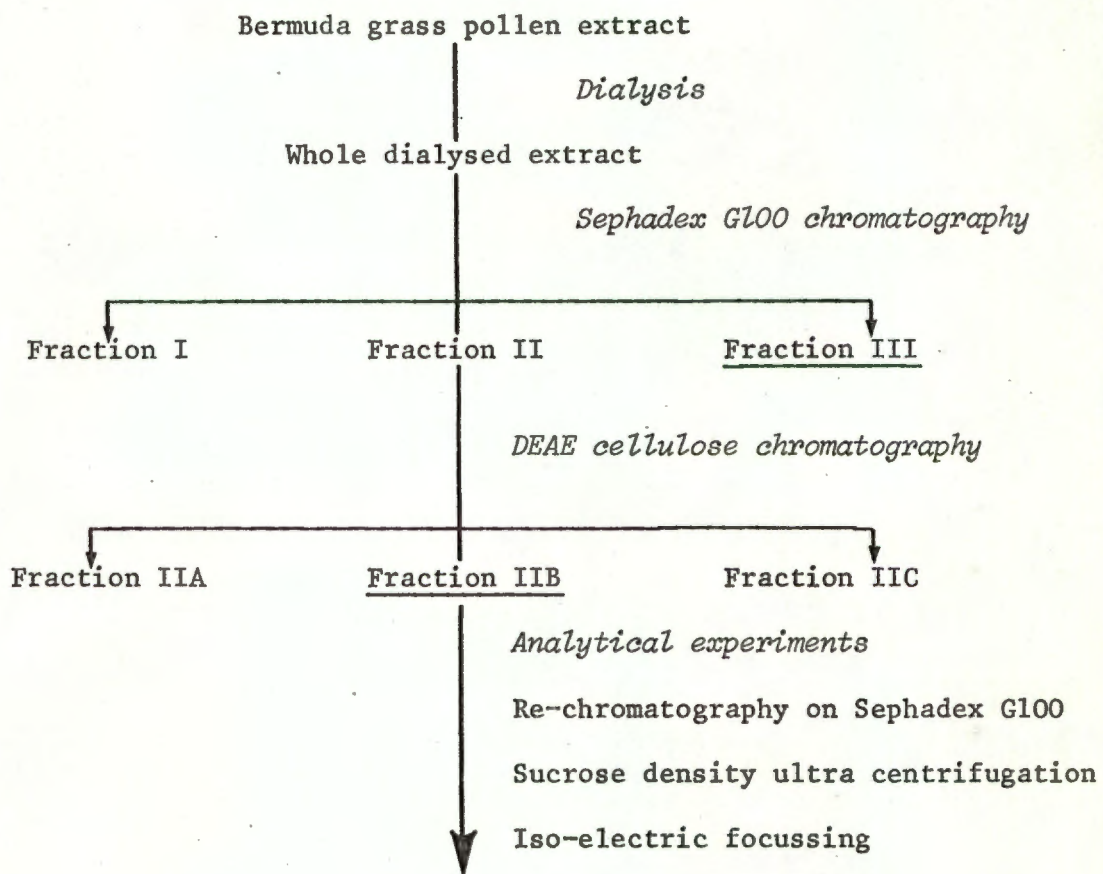 Bermuda grass pollen extract
Dialysis
Whole dialysed extract
Sephadex G100 chromatography
Fraction I Fraction II Fraction III
DEAE cellulose chromatography
Fraction IIA Fraction IIB Fraction IIC
Analytical experiments
Re-chromatography on Sephadex G100
Sucrose density ultra centrifugation
Iso-electric focussing